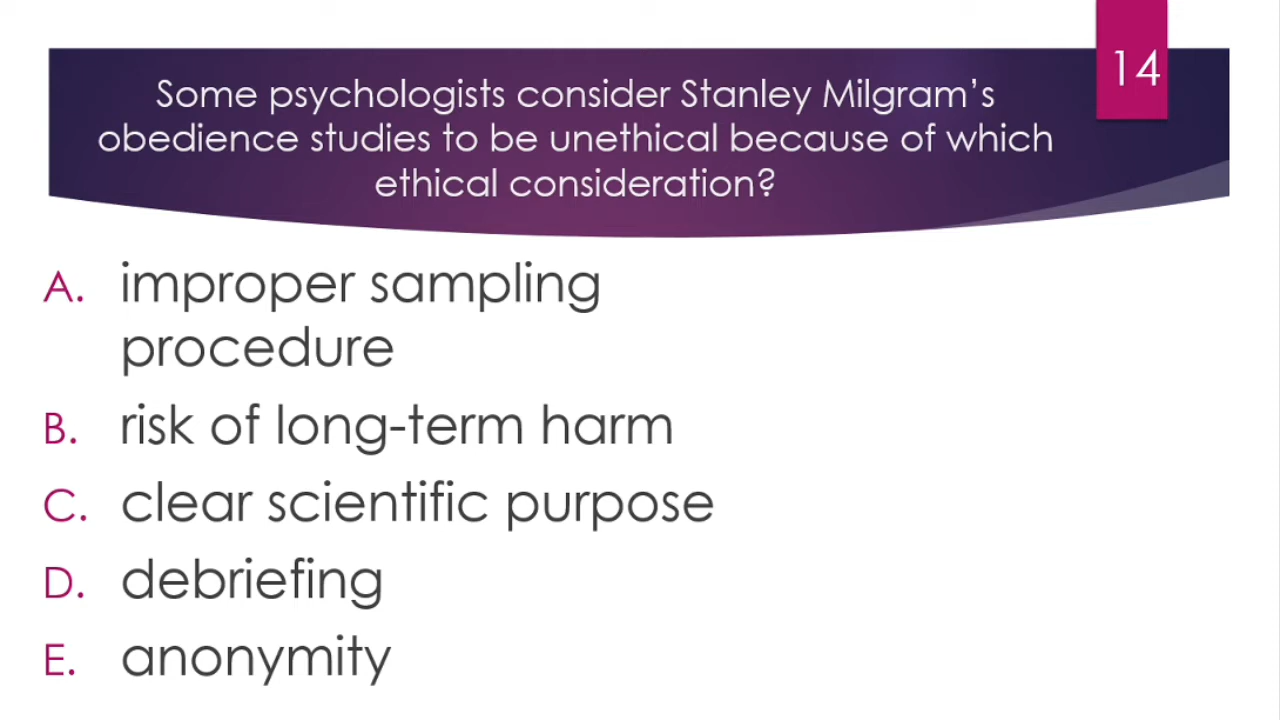 14
Some psychologists consider Stanley Milgram’s
obedience studies to be unethical because of which
ethical consideration?
A. improper sampling
procedure
B. risk of long-term harm
C. clear scientific purpose
D. debriefing
E. anonymity